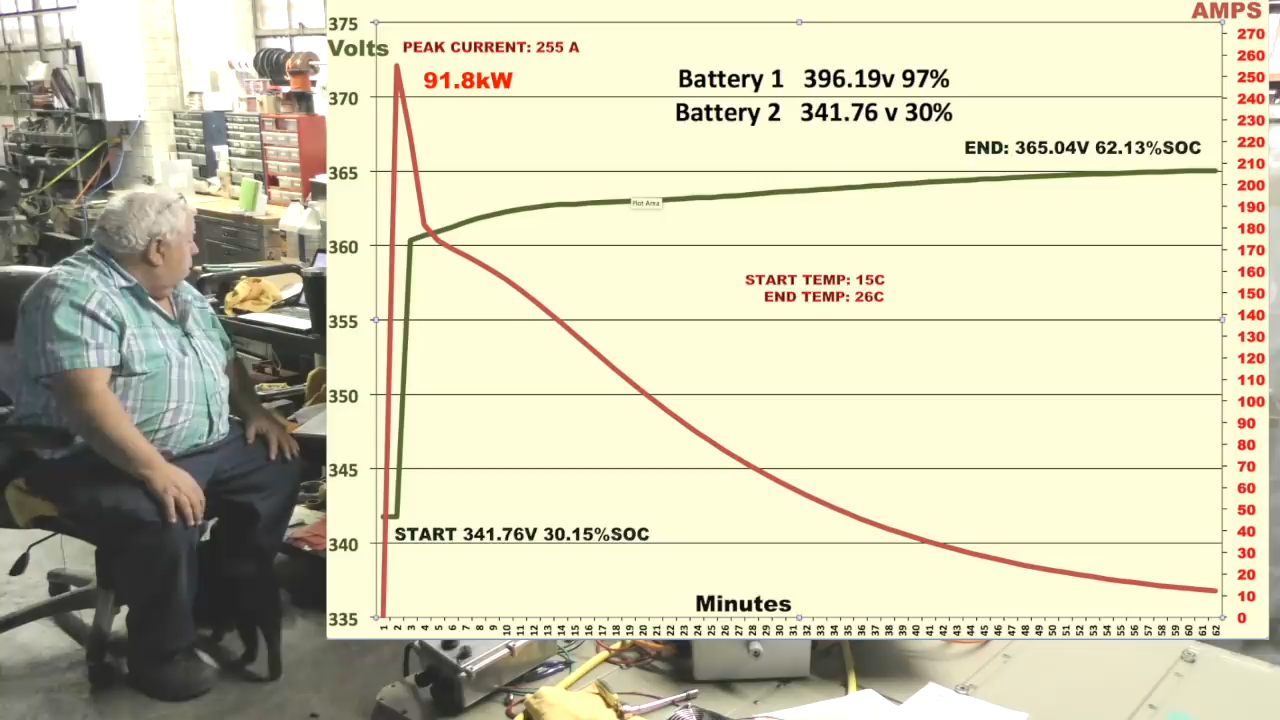 AMPS
375
Volts
PEAK CURRENT: 255 A
91.8kW
Battery 1 396.19v 97%
Battery 2 341.76 v 30%
END: 365.04V 62.13%SOC
Plot Area
START TEMP: 15C
END TEMP: 26C
START 341.76V 30.15%SOC
Minutes
370
365
360
355
350
345
340
335
270
260
250
240
230
220
210
200
190
180
170
160
150
140
130
120
110
100
90
80
70
60
50
40
30
20
10
0
1 2 3 4 5 6 7 8 9 10 11 12 13 14 15 16 17 18 19 20 21 22 23 24 25 26 27 28 29 30 31 32 33 34 35 36 37 38 39 40 41 42 43 44 45 46 47 48 49 50 51 52 53 54 55 56 57 58 59 60 61 62